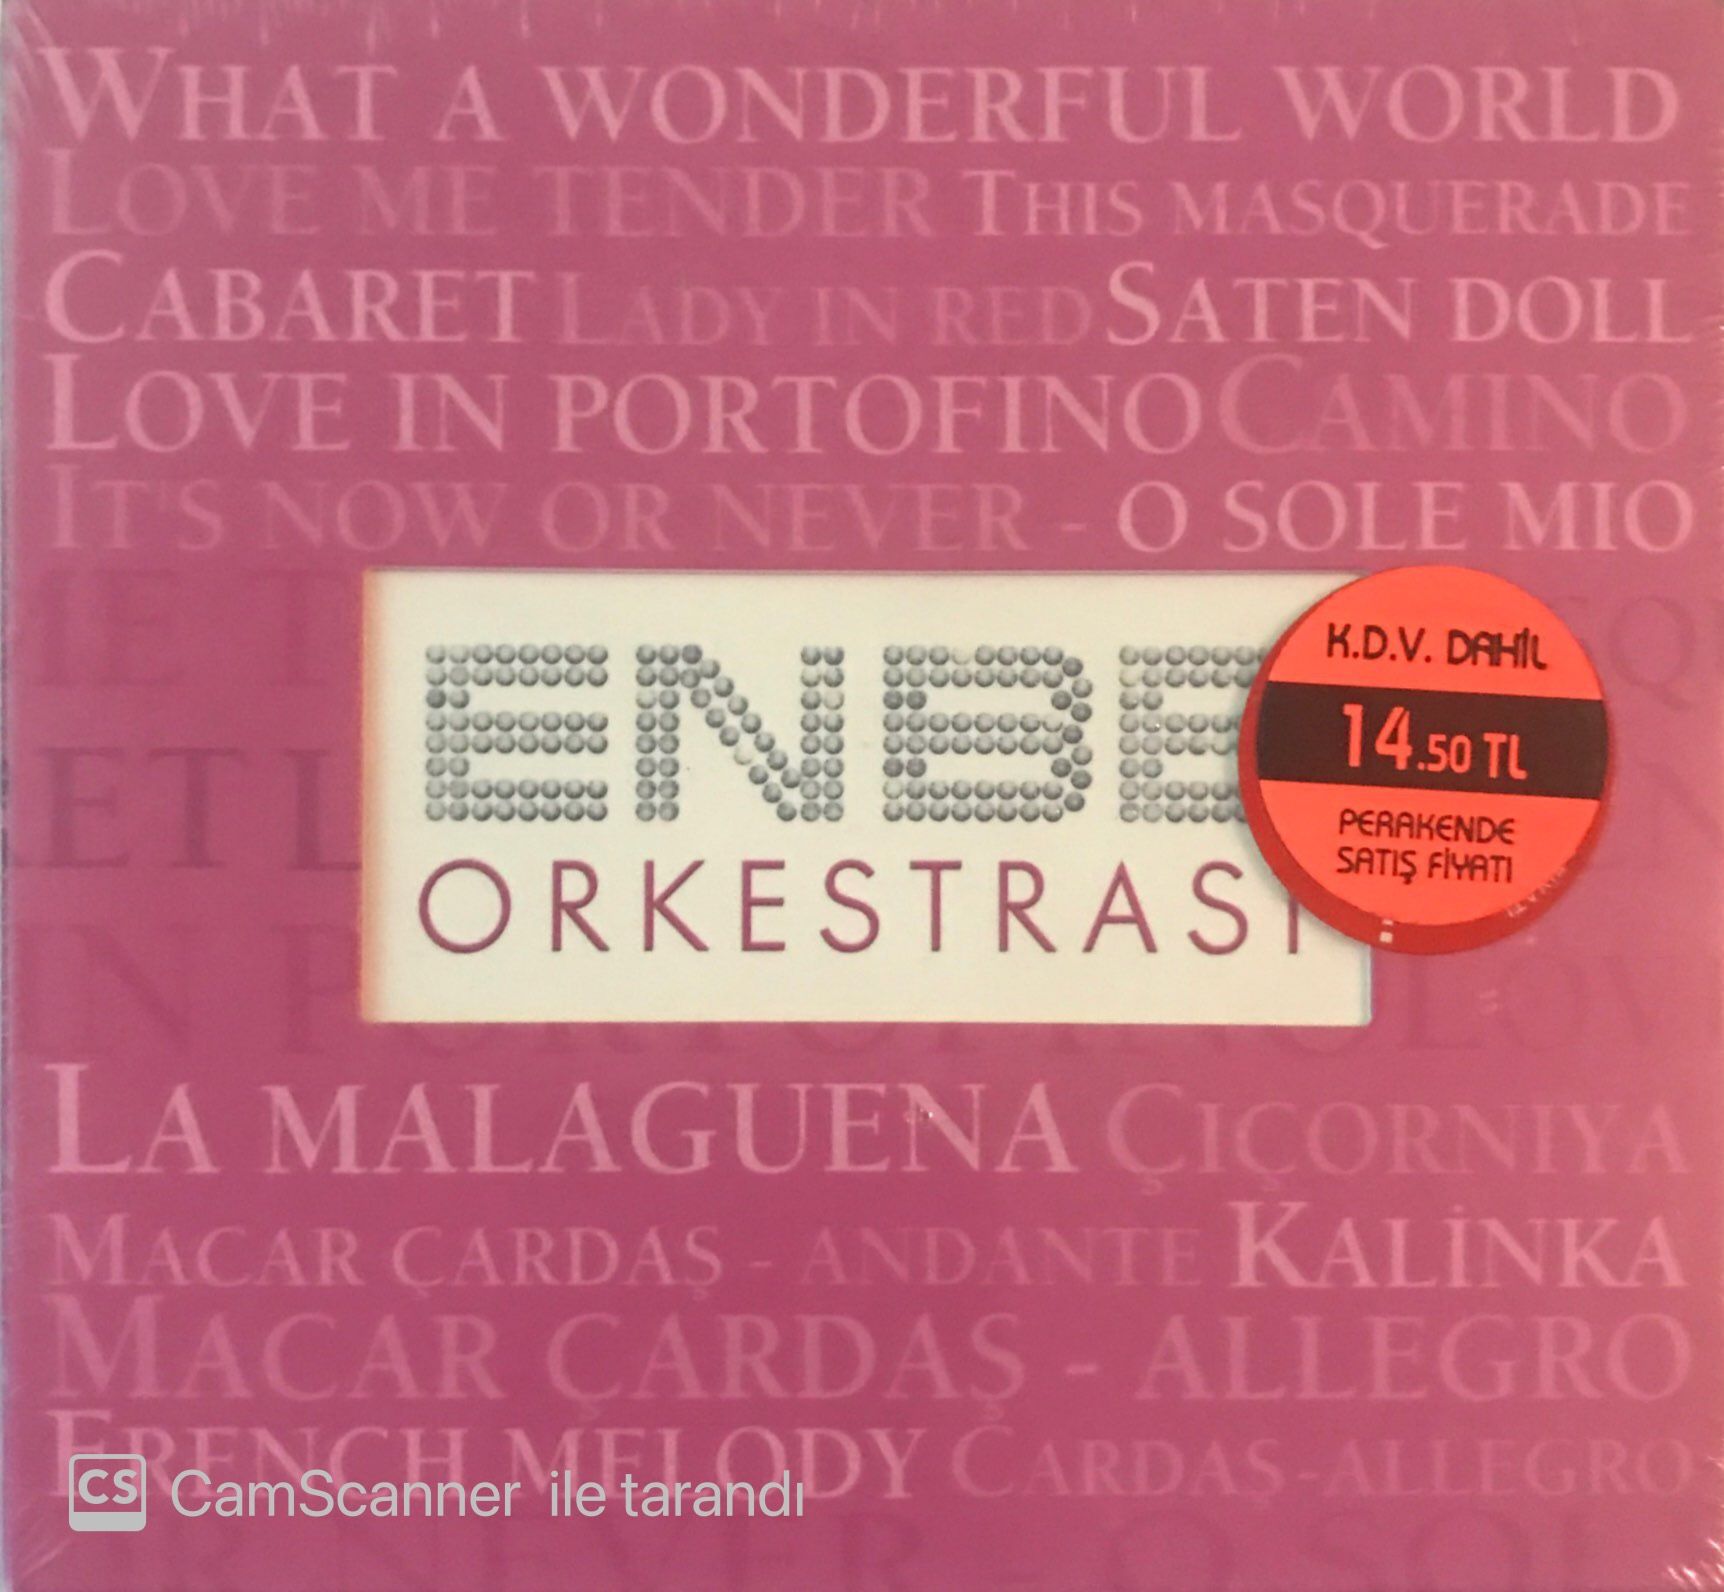 WHAT A WONDERFUL WORLD
LOVE ME TENDER THIS MASQUERADE
CABARET LADY IN RED SATEN DOLL
LOVE IN PORTOFINO CAMINO
IT'S NOW OR NEVER - O SOLE MIO
ENBE
ORKESTRASI
K.D.V. DAHİL
14.50 TL
PERAKENDE
SATIŞ FİYATI
LA MALAGUENA ÇIÇORNIYA
MACAR ÇARDAŞ - ANDANTE KALİNKA
MACAR ÇARDAŞ - ALLEGRO
FRENCH MELODY ÇARDAŞ-ALLEGRO
CS CamScanner ile tarandı